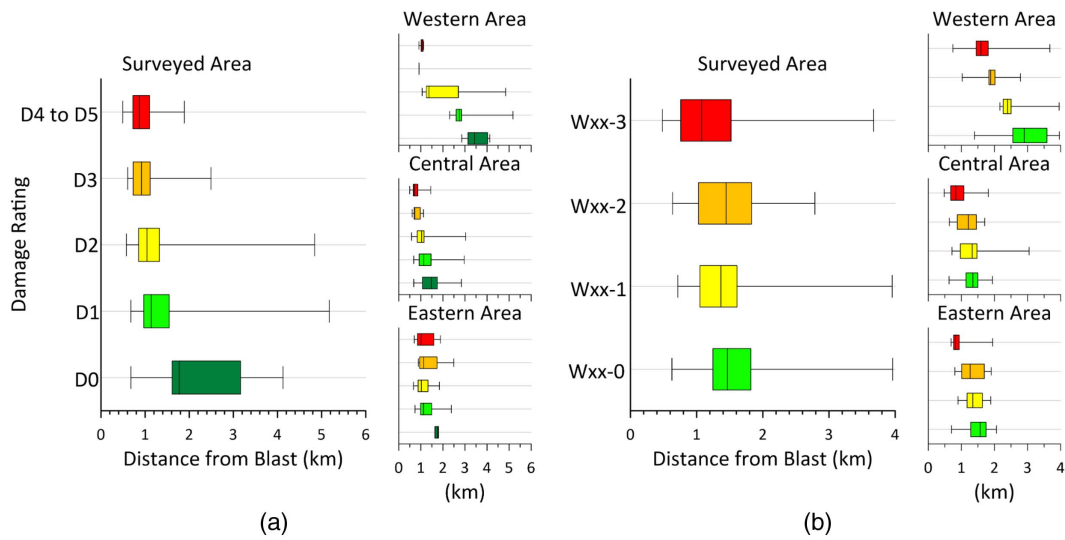 Western Area
Surveyed Area
D4 to D5
D3
D2
D1
D0
Damage Rating
0 1 2 3 4 5 6
Distance from Blast (km)
Central Area
Eastern Area
0 1 2 3 4 5 6
(km)
(a)
Western Area
Surveyed Area
Wxx-3
Wxx-2
Wxx-1
Wxx-0
0 1 2 3 4
Distance from Blast (km)
Central Area
Eastern Area
0 1 2 3 4
(km)
(b)